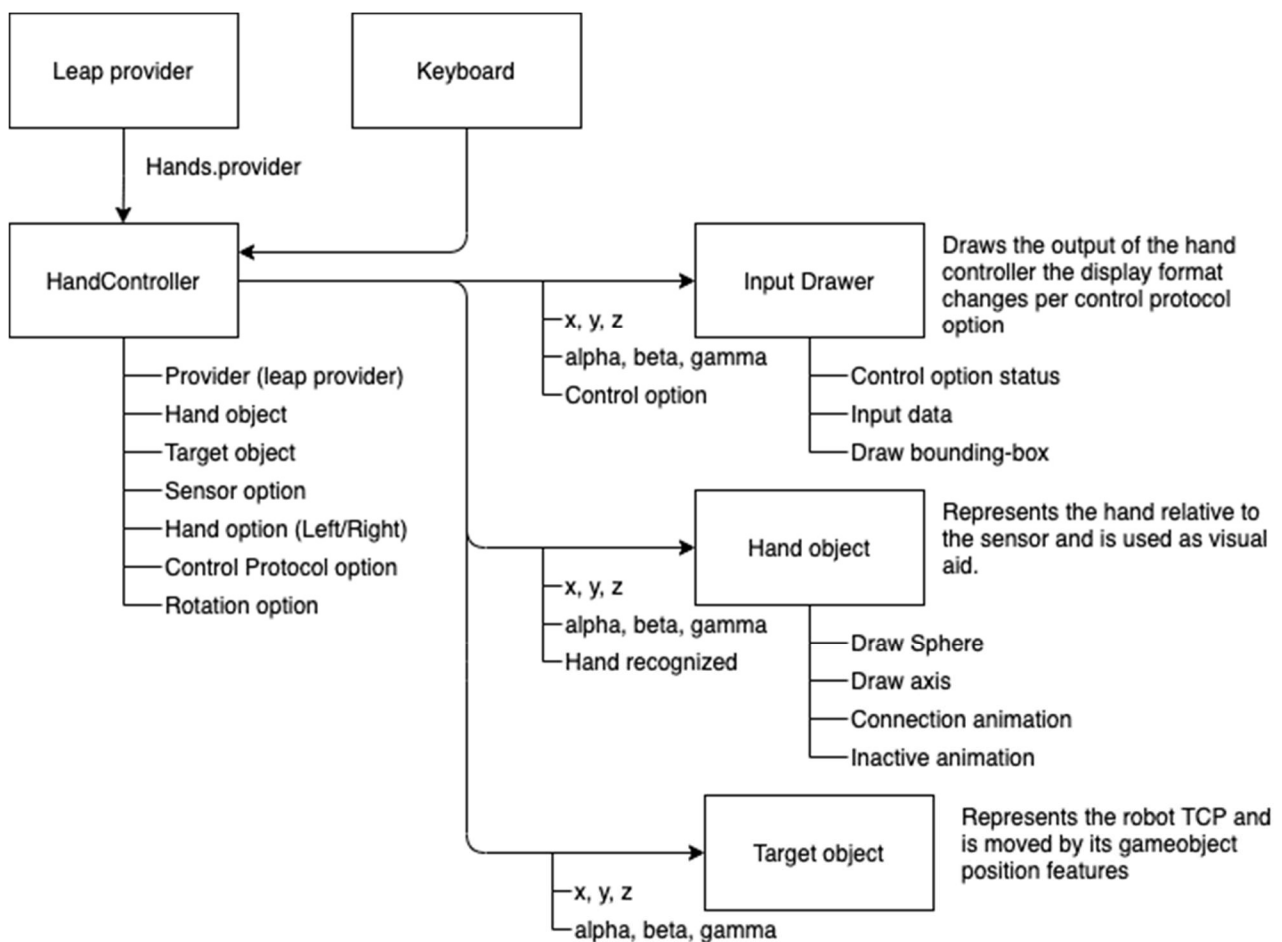 Leap provider
Keyboard
Hands.provider
HandController
Input Drawer
Draws the output of the hand
controller the display format
changes per control protocol
option
x, y, z
alpha, beta, gamma
Control option
Provider (leap provider)
Hand object
Target object
Sensor option
Hand option (Left/Right)
Control Protocol option
Rotation option
Control option status
Input data
Draw bounding-box
Hand object
Represents the hand relative to
the sensor and is used as visual
aid.
x, y, z
alpha, beta, gamma
Hand recognized
Draw Sphere
Draw axis
Connection animation
Inactive animation
Target object
Represents the robot TCP and
is moved by its gameobject
position features
x, y, z
alpha, beta, gamma